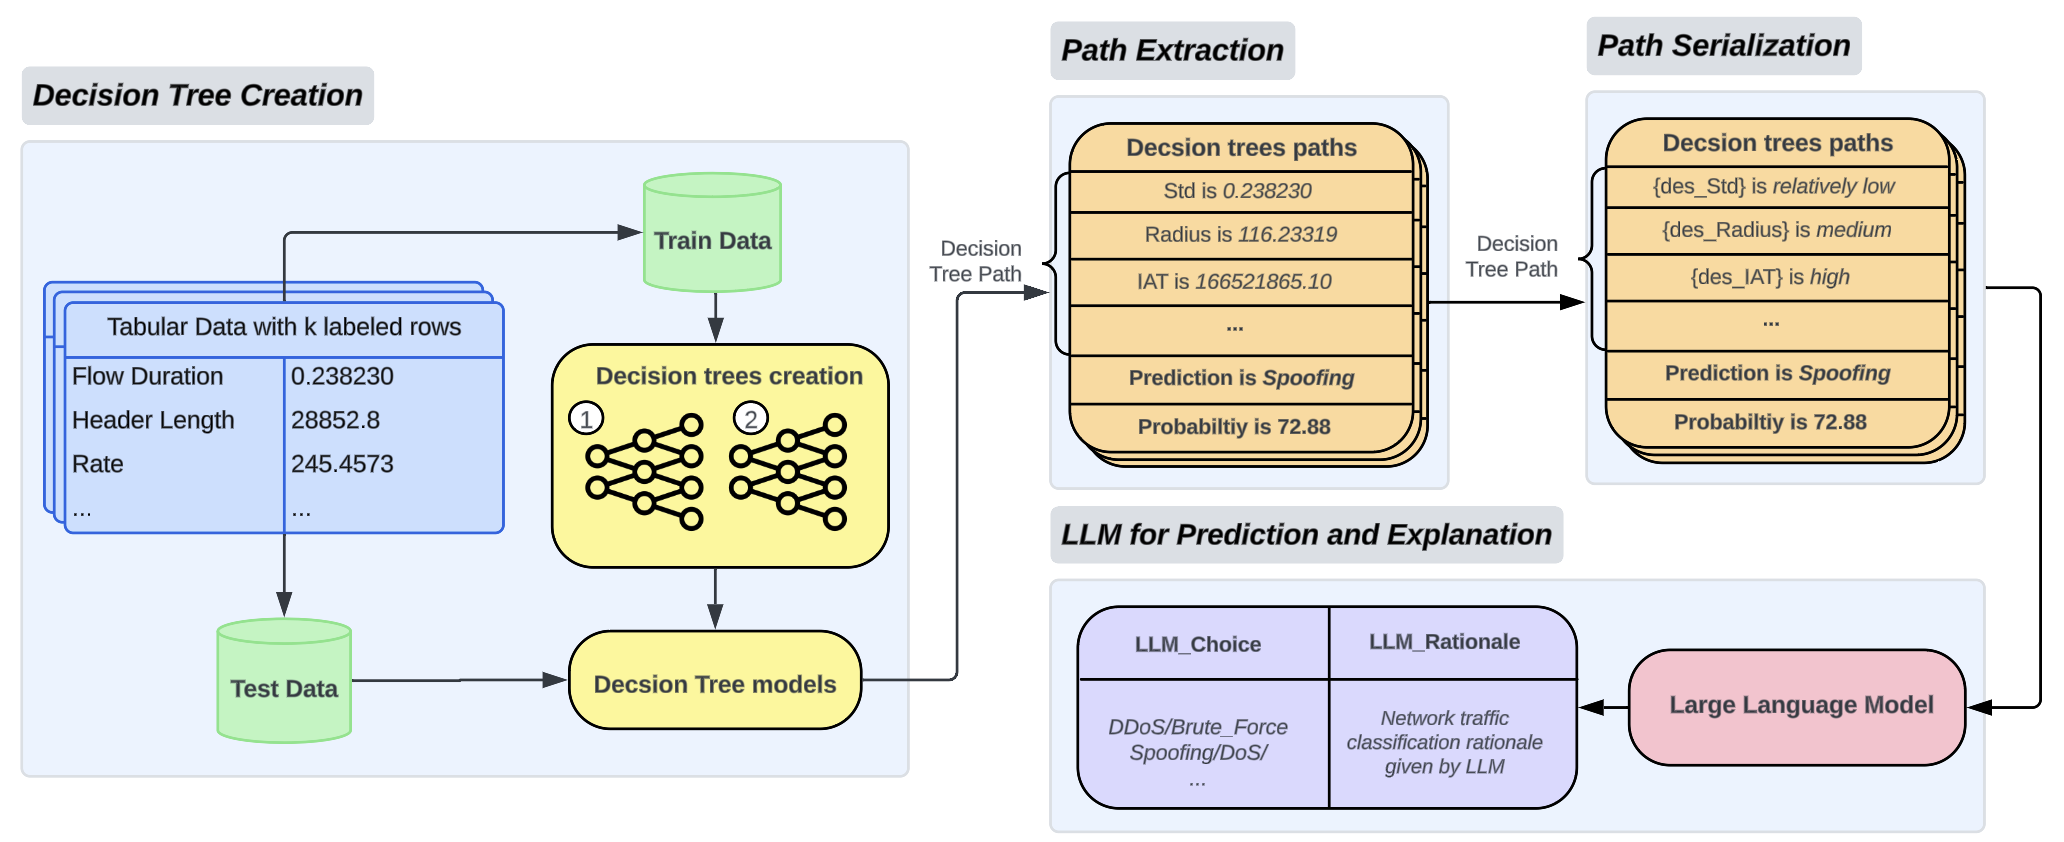 Decision Tree Creation
Tabular Data with k labeled rows
Flow Duration 0.238230
Header Length 28852.8
Rate 245.4573
... ...
Train Data
Decision trees creation
1 2
Test Data
Decsion Tree models
Path Extraction
Decision
Tree Path
Decsion trees paths
Std is 0.238230
Radius is 116.23319
IAT is 166521865.10
...
Prediction is Spoofing
Probabiltiy is 72.88
Path Serialization
Decision
Tree Path
Decsion trees paths
{des_Std} is relatively low
{des_Radius} is medium
{des_IAT} is high
...
Prediction is Spoofing
Probabiltiy is 72.88
LLM for Prediction and Explanation
LLM_Choice
DDoS/Brute_Force
Spoofing/DoS/
...
LLM_Rationale
Network traffic
classification rationale
given by LLM
Large Language Model